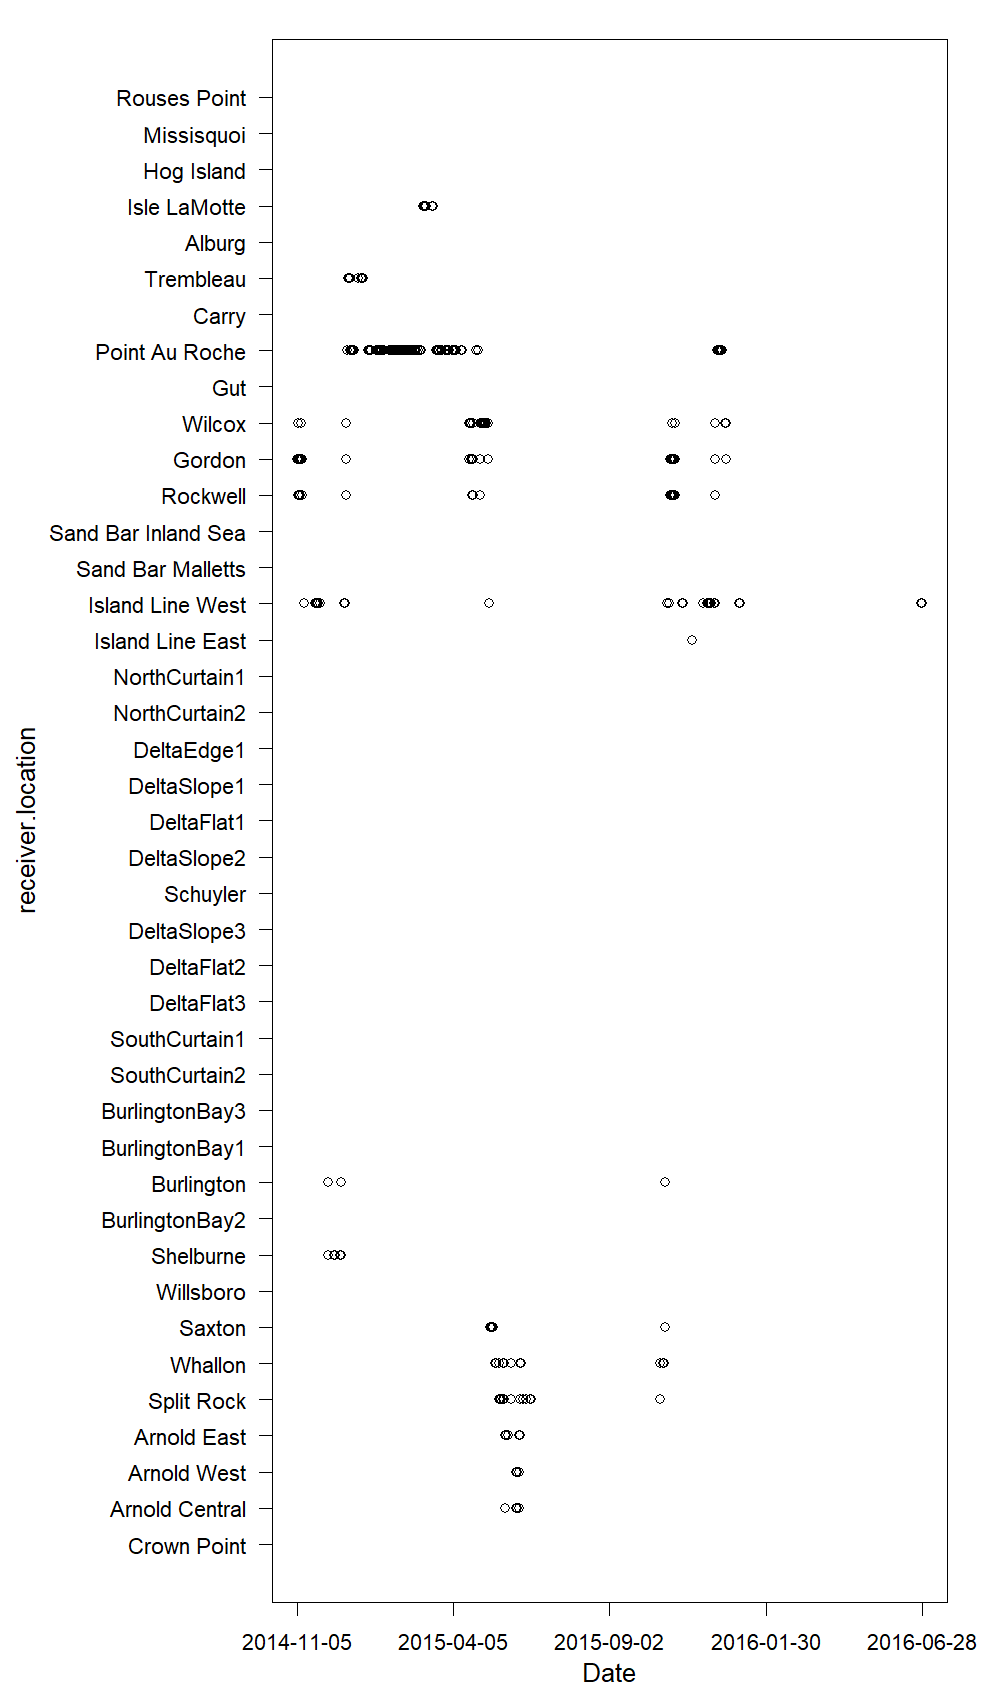 Rouses Point
Missisquoi
Hog Island
Isle LaMotte
Alburg
Trembleau
Carry
Point Au Roche
Gut
Wilcox
Gordon
Rockwell
Sand Bar Inland Sea
Sand Bar Malletts
Island Line West
Island Line East
NorthCurtain1
NorthCurtain2
DeltaEdge1
DeltaSlope1
DeltaFlat1
DeltaSlope2
Schuyler
DeltaSlope3
DeltaFlat2
DeltaFlat3
SouthCurtain1
SouthCurtain2
BurlingtonBay3
BurlingtonBay1
Burlington
BurlingtonBay2
Shelburne
Willsboro
Saxton
Whallon
Split Rock
Arnold East
Arnold West
Arnold Central
Crown Point
receiver.location
2014-11-05 2015-04-05 2015-09-02 2016-01-30 2016-06-28
Date